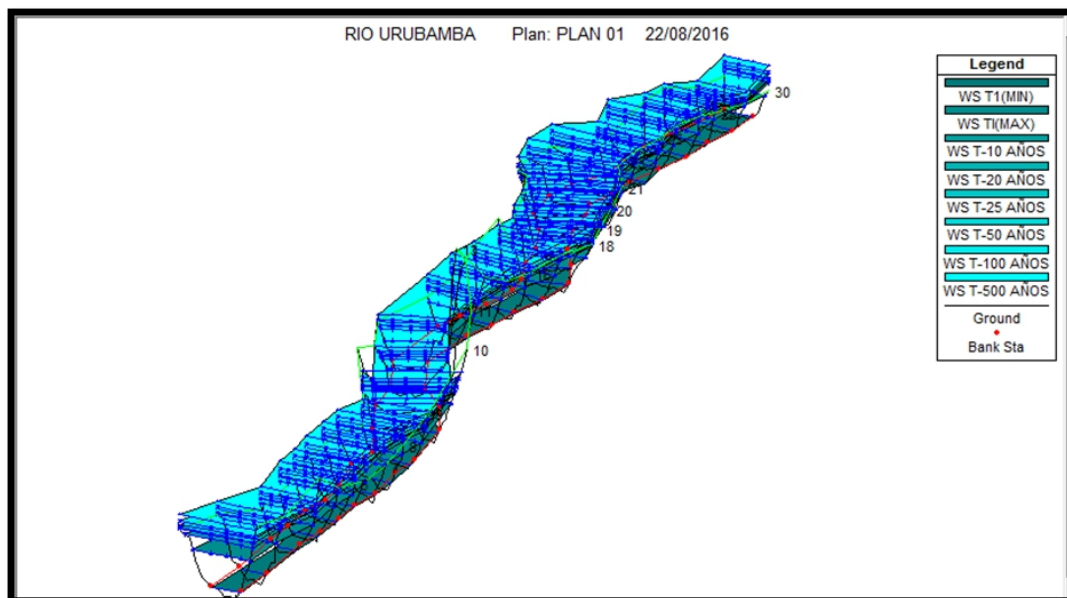 RIO URUBAMBA Plan: PLAN 01 22/08/2016
Legend
WS T1(MIN)
WS TI(MAX)
WS T-10 AÑOS
WS T-20 AÑOS
WS T-25 AÑOS
WS T-50 AÑOS
WS T-100 AÑOS
WS T-500 AÑOS
Ground
Bank Sta
30
21
20
19
18
11
10
8